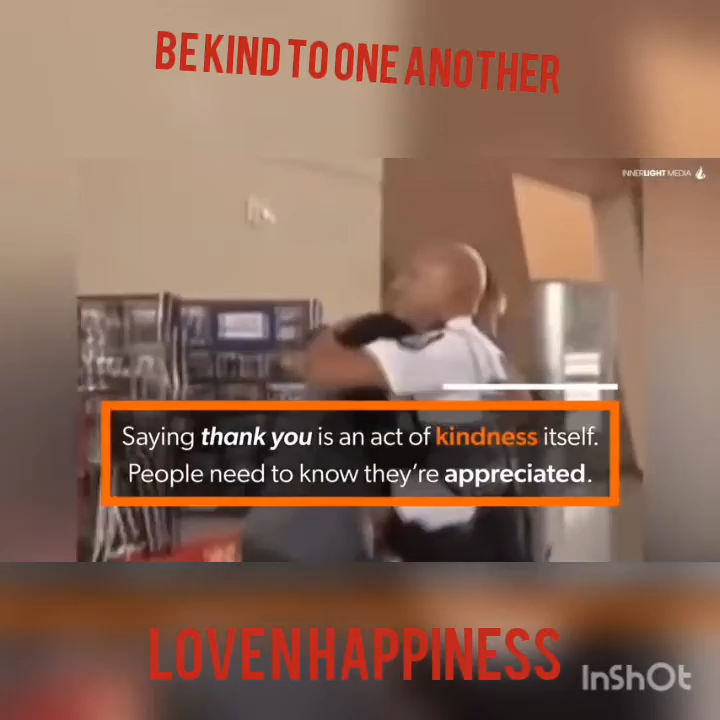 BE KIND TO ONE ANOTHER
INNERLIGHT MEDIA
Saying thank you is an act of kindness itself.
People need to know they're appreciated.
LOVENHAPPINESS
InShOt